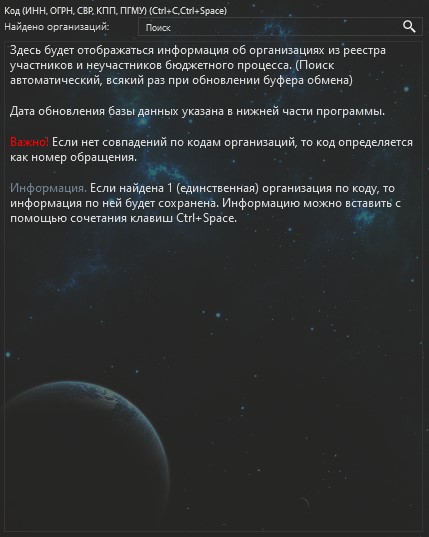 Код (ИНН, ОГРН, СВР, КПП, ПГМУ) (Ctrl+C,Ctrl+Space)
Найдено организаций:
Поиск
Здесь будет отображаться информация об организациях из реестра
участников и неучастников бюджетного процесса. (Поиск
автоматический, всякий раз при обновлении буфера обмена)
Дата обновления базы данных указана в нижней части программы.
Важно! Если нет совпадений по кодам организаций, то код определяется
как номер обращения.
Информация. Если найдена 1 (единственная) организация по коду, то
информация по ней будет сохранена. Информацию можно вставить с
помощью сочетания клавиш Ctrl+Space.